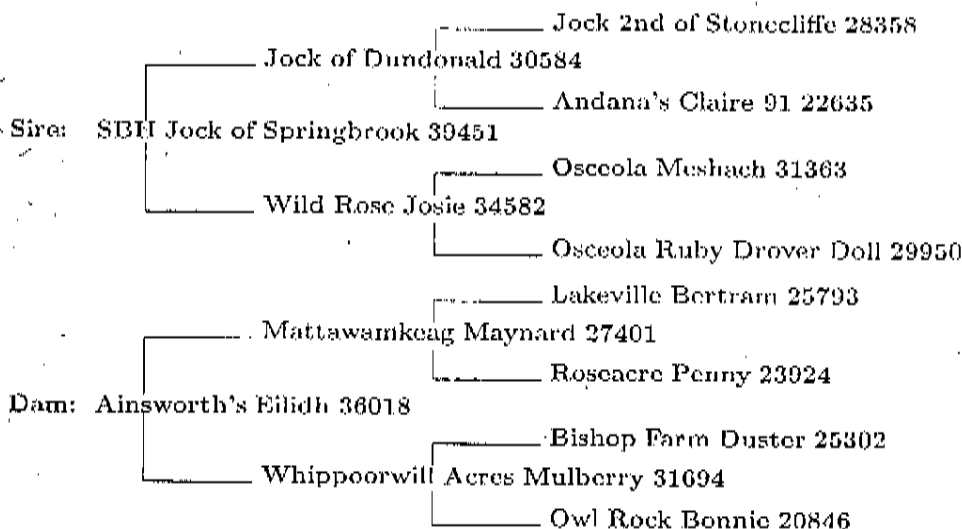 Jock 2nd of Stonecliffe 28358
Jock of Dundonald 30584
Andana's Claire 91 22635
Sire: SBH Jock of Springbrook 39451
Osceola Meshach 31363
Wild Rose Josie 34582
Osceola Ruby Drover Doll 29950
Lakeville Bertram 25793
Mattawamkeag Maynard 27401
Roseacre Penny 23924
Dam: Ainsworth's Eilidh 36018
Bishop Farm Duster 25302
Whippoorwill Acres Mulberry 31694
Owl Rock Bonnie 20846